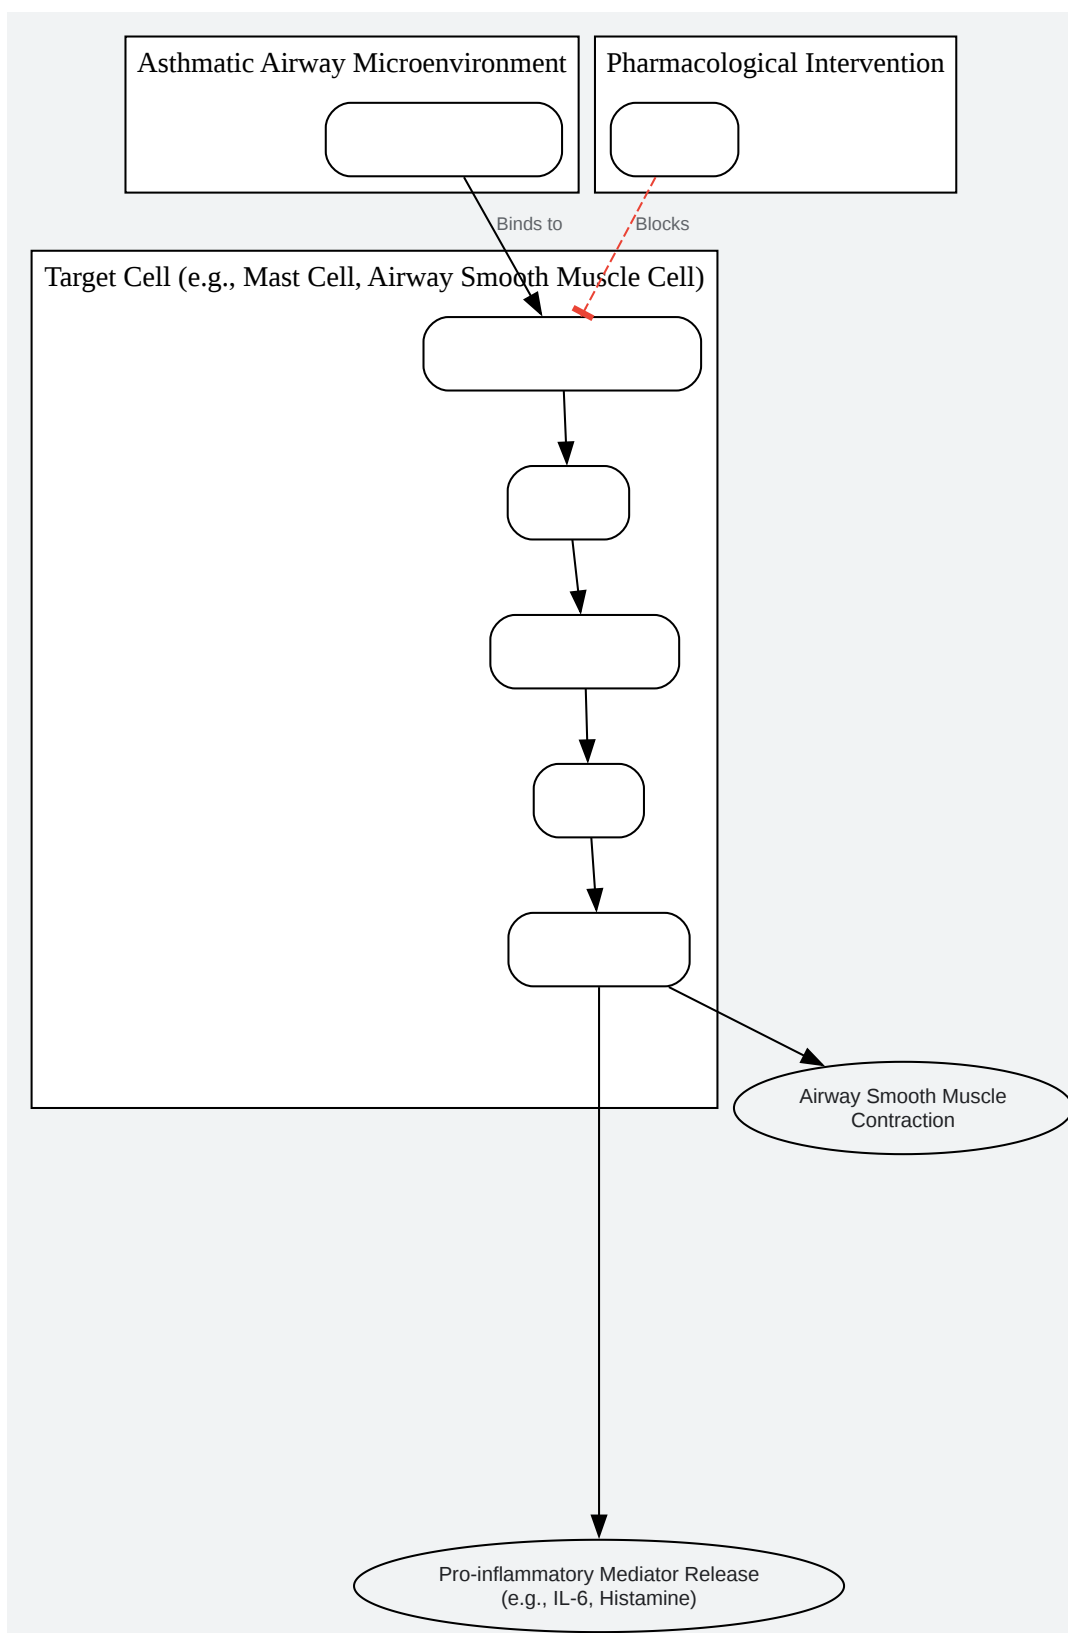 Asthmatic Airway Microenvironment
Pharmacological Intervention
Binds to
Blocks
Target Cell (e.g., Mast Cell, Airway Smooth Muscle Cell)
Airway Smooth Muscle
Contraction
Pro-inflammatory Mediator Release
(e.g., IL-6, Histamine)